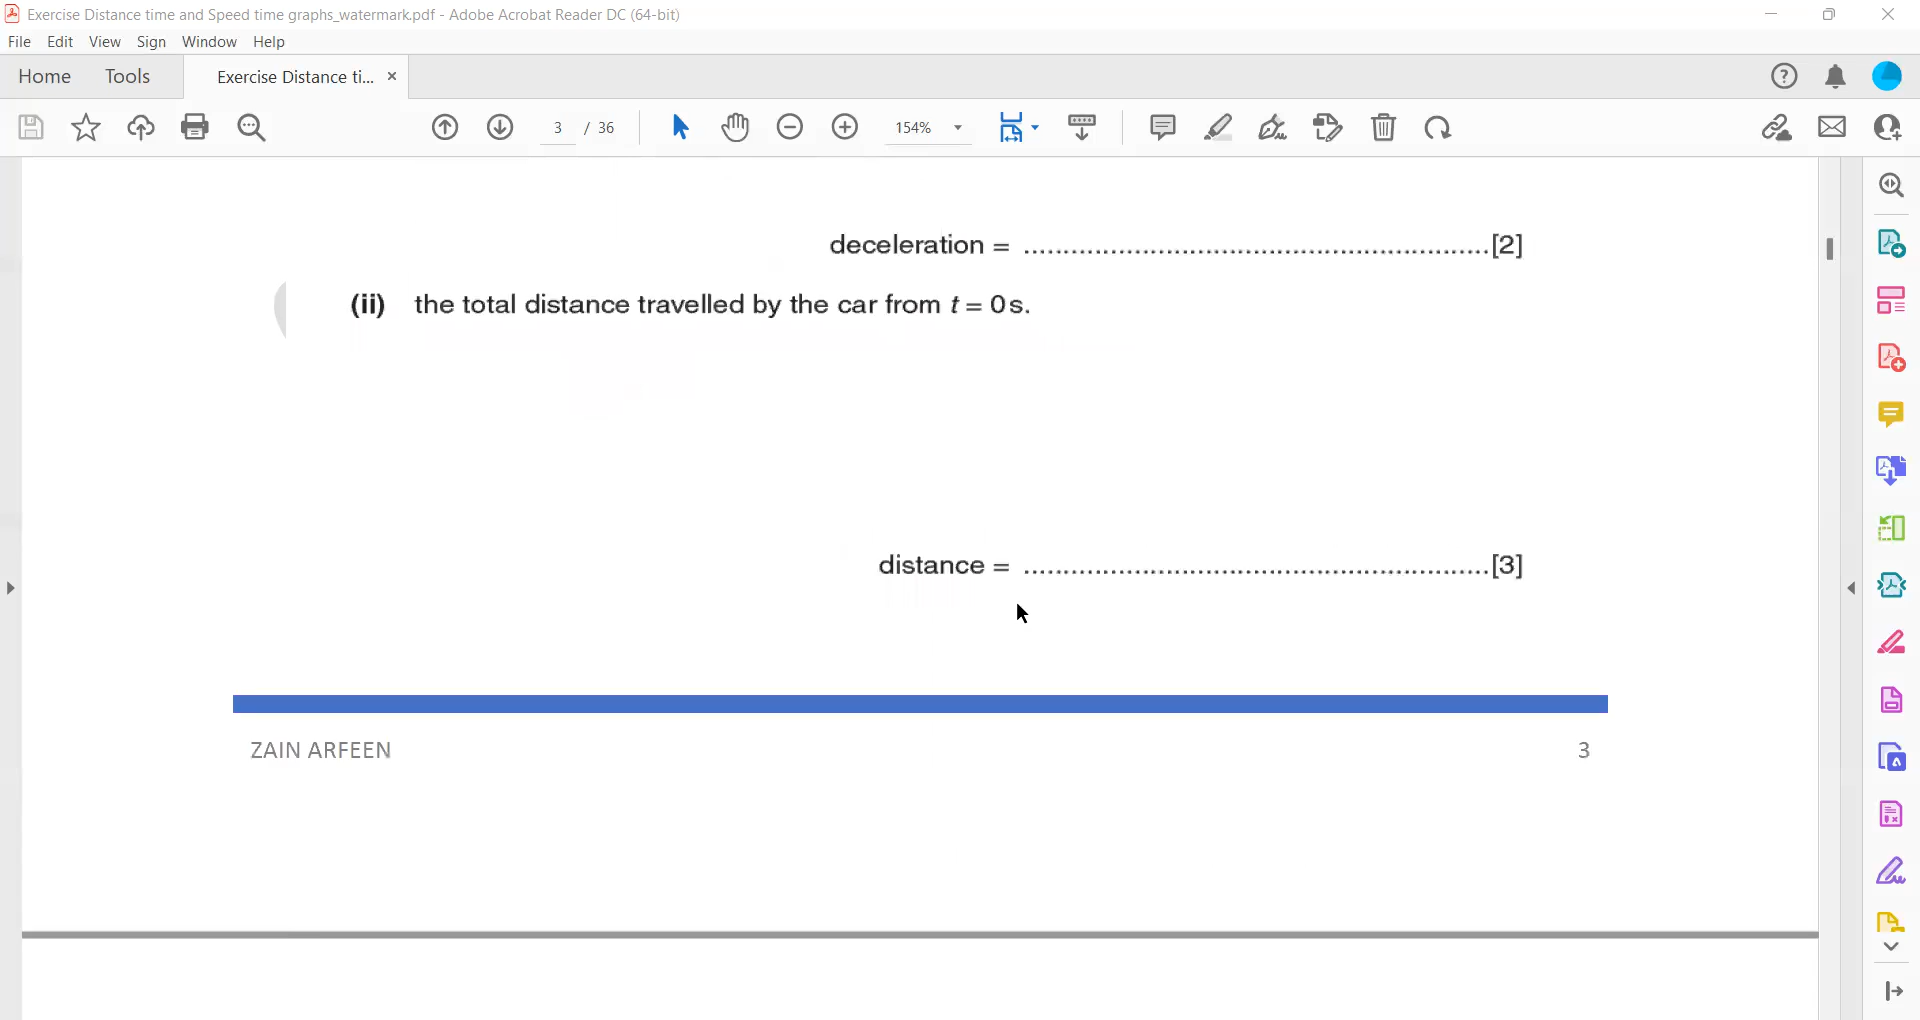 Exercise Distance time and Speed time graphs_watermark.pdf - Adobe Acrobat Reader DC (64-bit)
File Edit View Sign Window Help
Home Tools Exercise Distance ti... ×
3 / 36 154%
deceleration = ........................................................[2]
(ii) the total distance travelled by the car from t = 0 s.
distance = ........................................................[3]
ZAIN ARFEEN 3